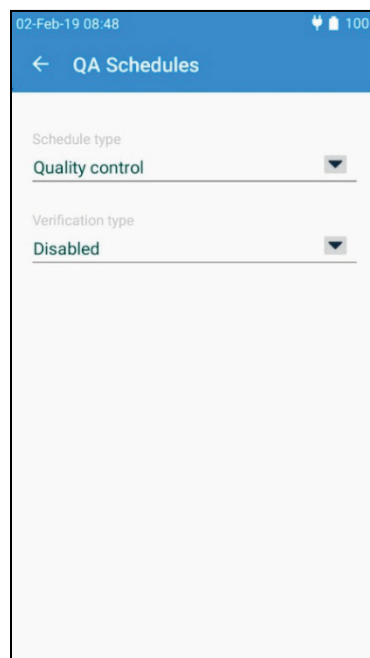 02-Feb-19 08:48 100
← QA Schedules
Schedule type
Quality control
Verification type
Disabled